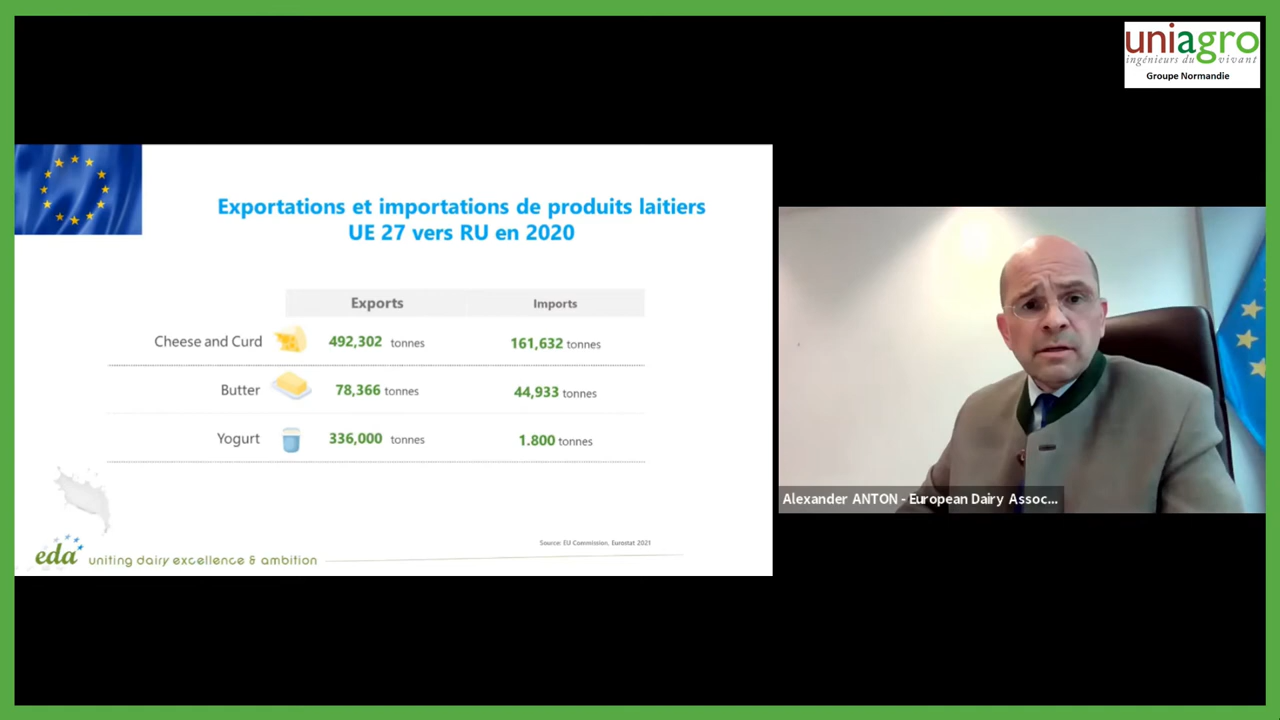 uniagro
ingénieurs du vivant
Groupe Normandie
Exportations et importations de produits laitiers
UE 27 vers RU en 2020
Exports Imports
Cheese and Curd 492,302 tonnes 161,632 tonnes
Butter 78,366 tonnes 44,933 tonnes
Yogurt 336,000 tonnes 1.800 tonnes
Source: EU Commission, Eurostat 2021
eda uniting dairy excellence & ambition
Alexander ANTON - European Dairy Assoc...